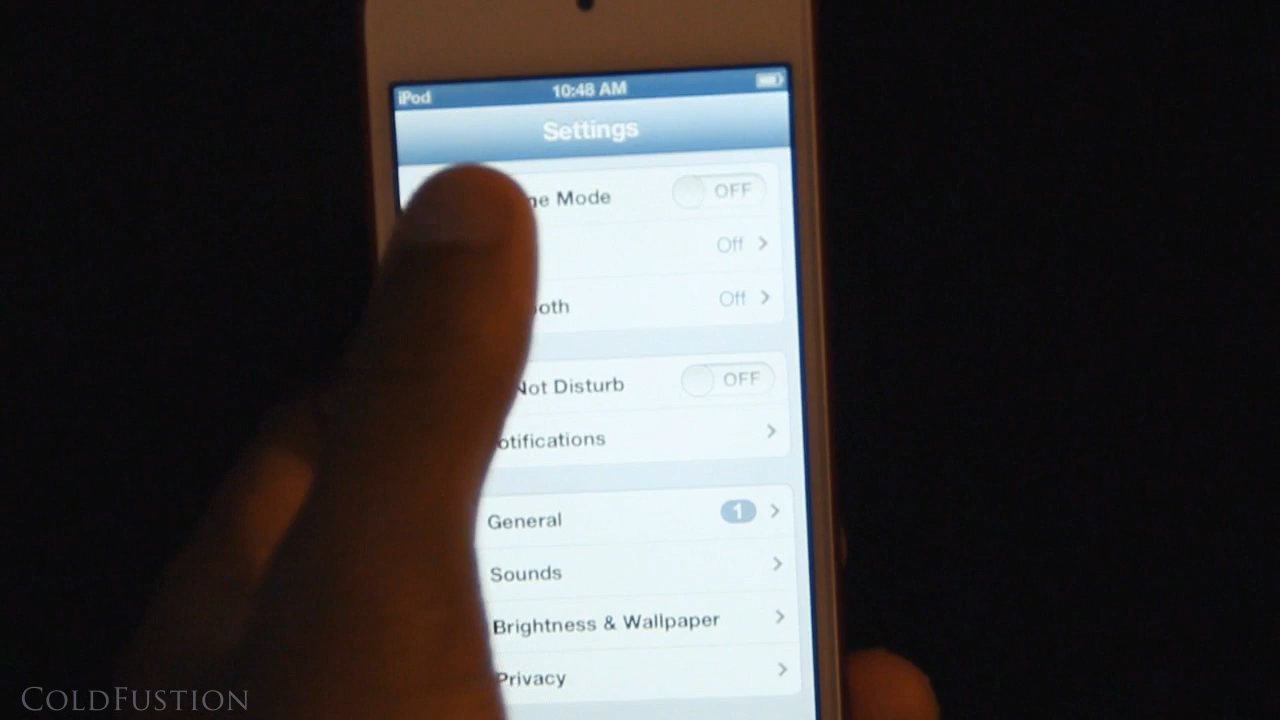 iPod 10:48 AM
Settings
ne Mode OFF
Off
ooth Off
Not Disturb OFF
otifications
General 1
Sounds
Brightness & Wallpaper
Privacy
ColdFustion